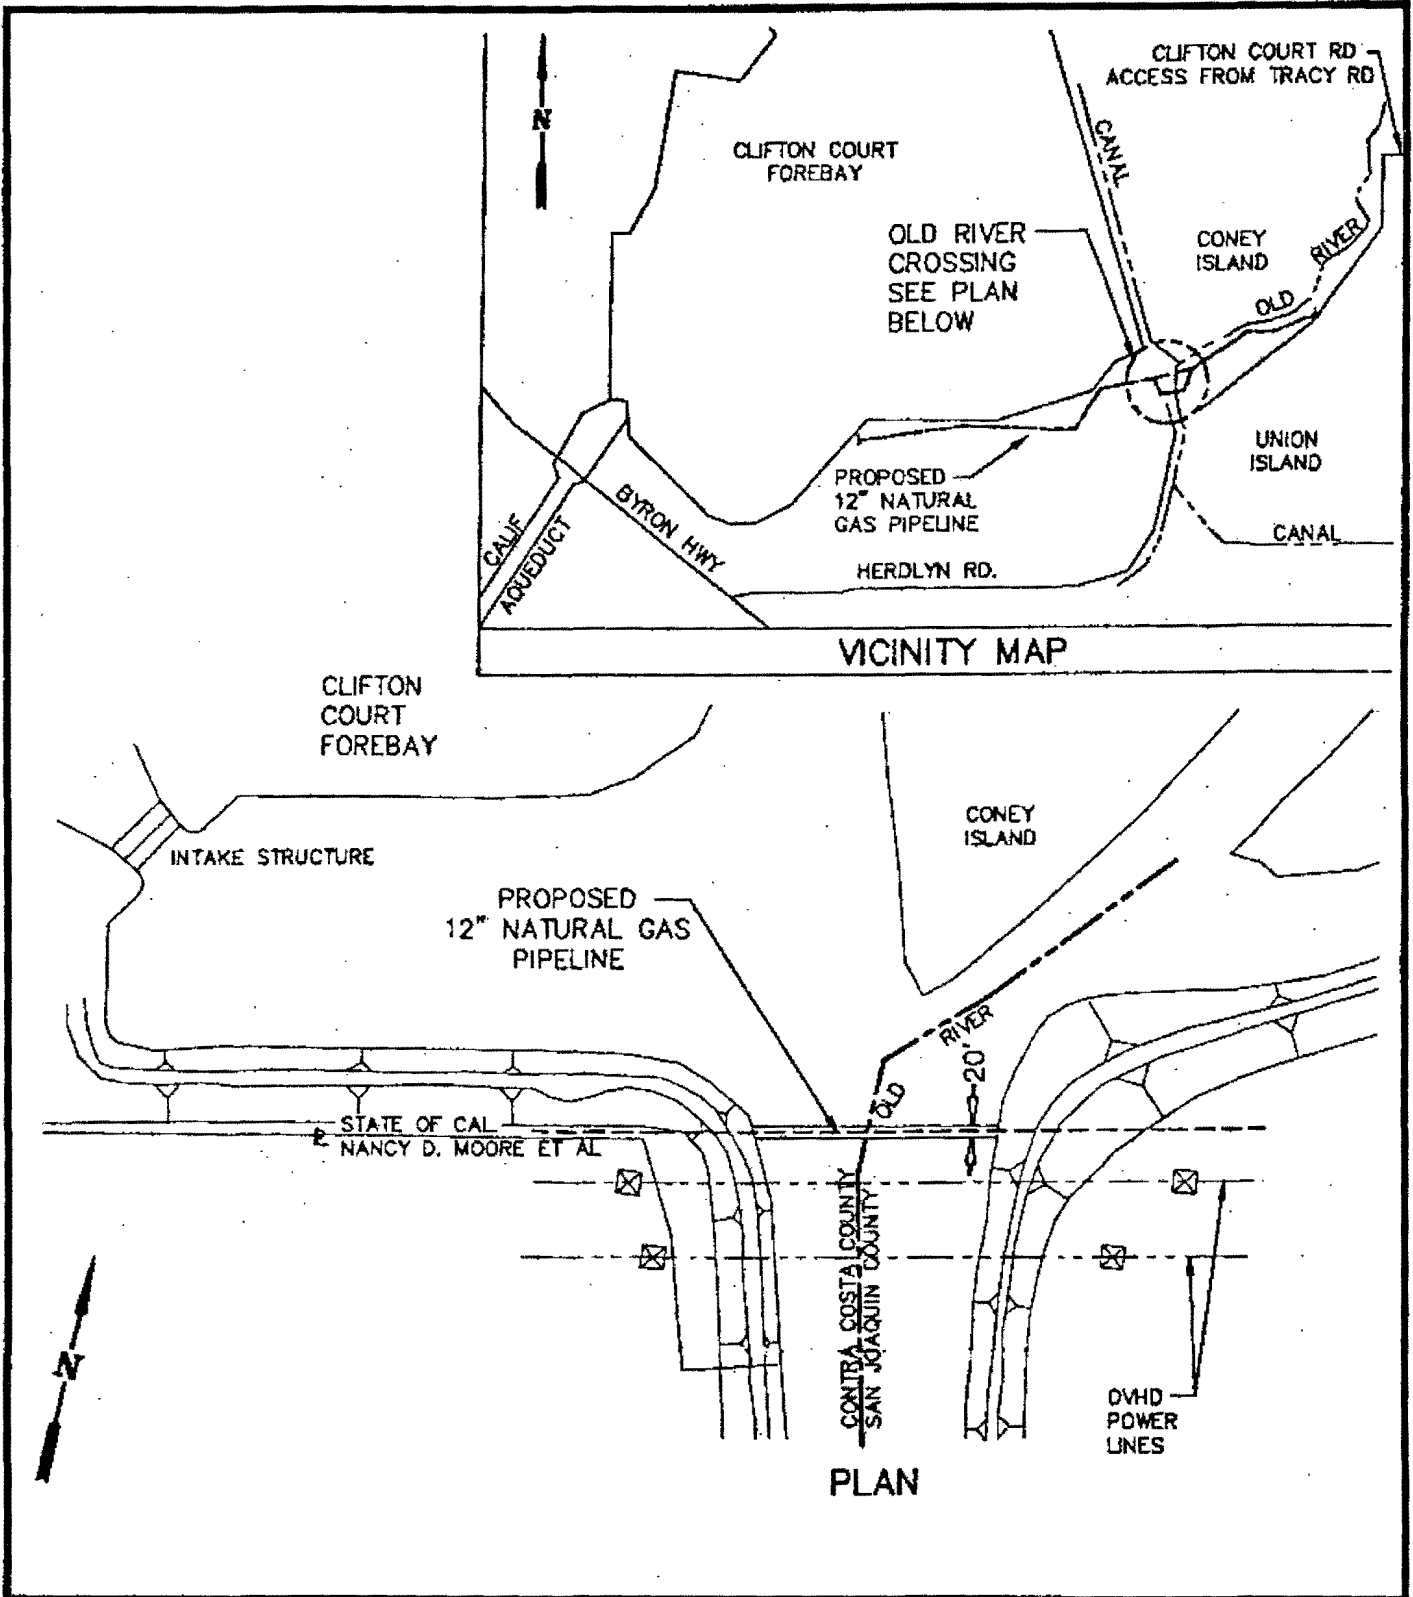 N
CLIFTON COURT RD
ACCESS FROM TRACY RD
CLIFTON COURT
FOREBAY
CANAL
OLD RIVER
CROSSING
SEE PLAN
BELOW
CONEY
ISLAND
RIVER
OLD
UNION
ISLAND
PROPOSED
12" NATURAL
GAS PIPELINE
CANAL
CALIF
AQUEDUCT
BYRON HWY
HERDLYN RD.
VICINITY MAP
CLIFTON
COURT
FOREBAY
CONEY
ISLAND
INTAKE STRUCTURE
PROPOSED
12" NATURAL GAS
PIPELINE
RIVER
OLD
20'
STATE OF CAL
NANCY D. MOORE ET AL
CONTRA COSTA COUNTY
SAN JOAQUIN COUNTY
N
OVHD
POWER
LINES
PLAN